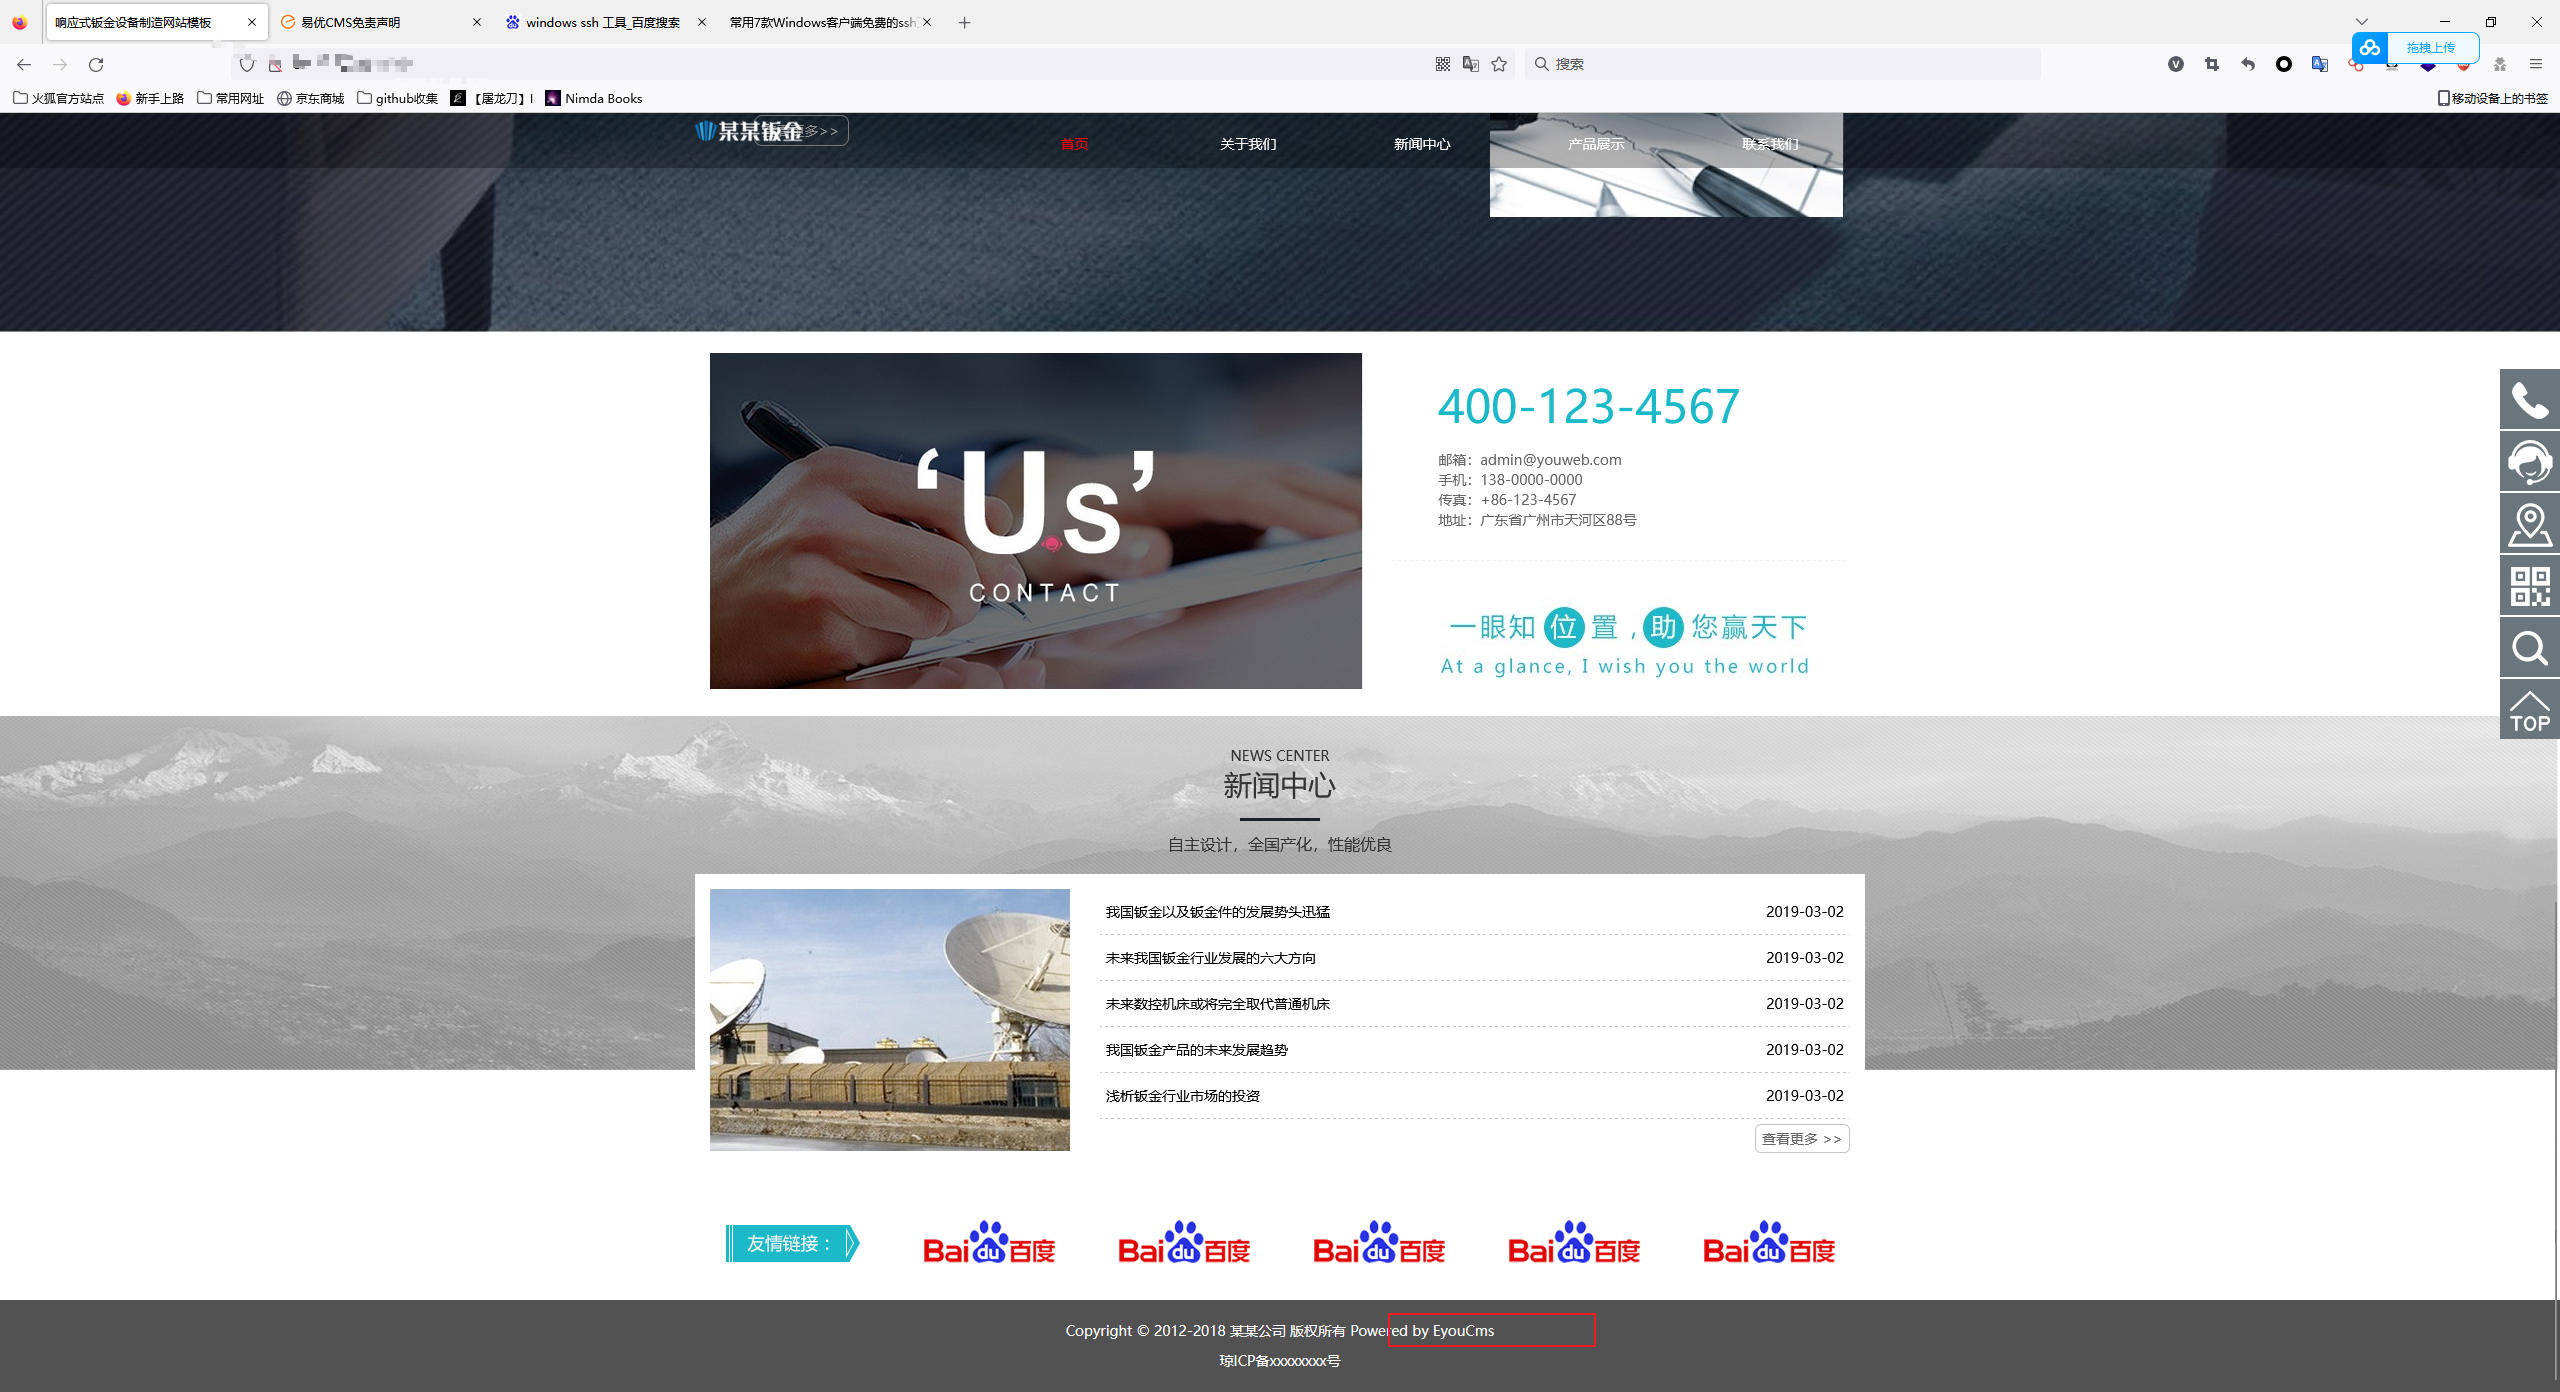 响应式钣金设备制造网站模板
易优CMS免责声明
windows ssh 工具_百度搜索
常用7款Windows客户端免费的ssh
搜索
拖拽上传
火狐官方站点
新手上路
常用网址
京东商城
github收集
【屠龙刀】I
Nimda Books
移动设备上的书签
某某钣金
多>>
首页
关于我们
新闻中心
产品展示
联系我们
‘Us’
CONTACT
400-123-4567
邮箱：admin@youweb.com
手机：138-0000-0000
传真：+86-123-4567
地址：广东省广州市天河区88号
一眼知位置，助您赢天下
At a glance, I wish you the world
TOP
NEWS CENTER
新闻中心
自主设计，全国产化，性能优良
我国钣金以及钣金件的发展势头迅猛 2019-03-02
未来我国钣金行业发展的六大方向 2019-03-02
未来数控机床或将完全取代普通机床 2019-03-02
我国钣金产品的未来发展趋势 2019-03-02
浅析钣金行业市场的投资 2019-03-02
查看更多 >>
友情链接：
Bai du 百度
Bai du 百度
Bai du 百度
Bai du 百度
Bai du 百度
Copyright © 2012-2018 某某公司 版权所有 Powered by EyouCms
琼ICP备xxxxxxxx号